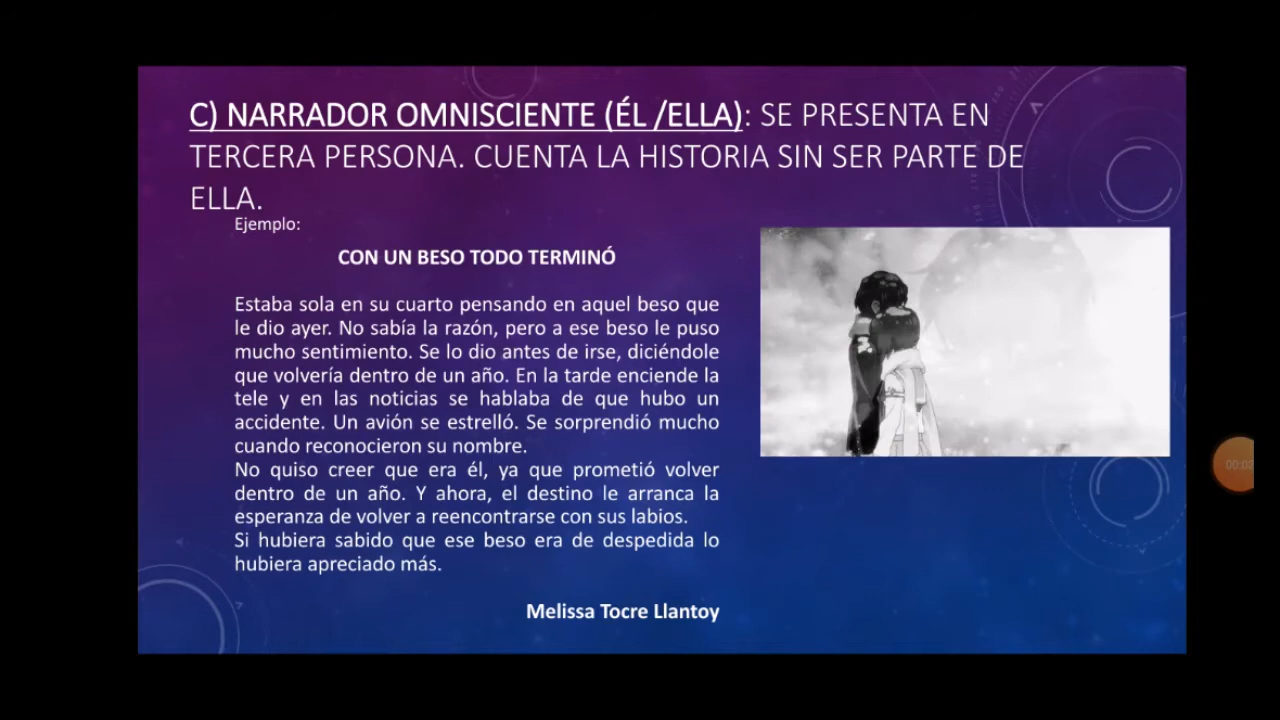 C) NARRADOR OMNISCIENTE (ÉL /ELLA): SE PRESENTA EN
TERCERA PERSONA. CUENTA LA HISTORIA SIN SER PARTE DE
ELLA.
Ejemplo:
CON UN BESO TODO TERMINÓ
Estaba sola en su cuarto pensando en aquel beso que
le dio ayer. No sabía la razón, pero a ese beso le puso
mucho sentimiento. Se lo dio antes de irse, diciéndole
que volvería dentro de un año. En la tarde enciende la
tele y en las noticias se hablaba de que hubo un
accidente. Un avión se estrelló. Se sorprendió mucho
cuando reconocieron su nombre.
No quiso creer que era él, ya que prometió volver
dentro de un año. Y ahora, el destino le arranca la
esperanza de volver a reencontrarse con sus labios.
Si hubiera sabido que ese beso era de despedida lo
hubiera apreciado más.
Melissa Tocre Llantoy